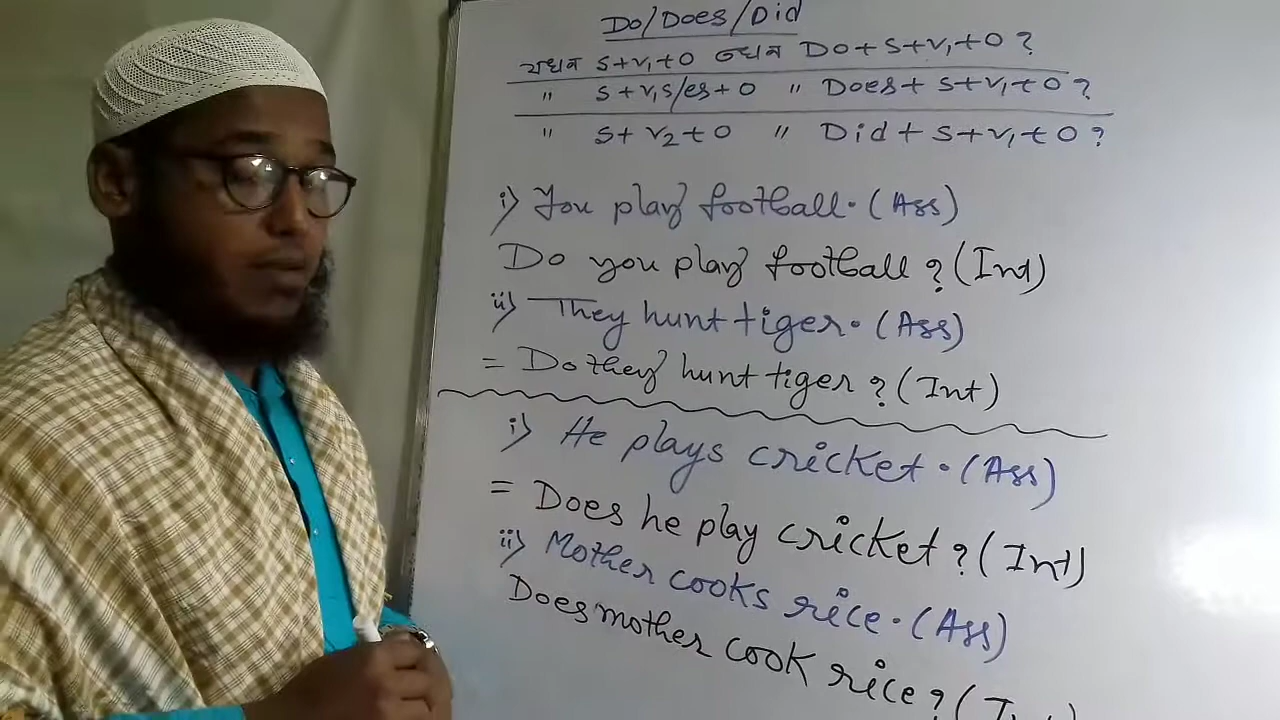 Do/Does/Did
যখন S+V₁+O তখন Do+S+V₁+O?
" S+V₁s/es+O " Does+S+V₁+O?
" S+V₂+O " Did+S+V₁+O?
i) You play football. (Ass)
Do you play football? (Int)
ii) They hunt tiger. (Ass)
= Do they hunt tiger? (Int)
i) He plays cricket. (Ass)
= Does he play cricket? (Int)
ii) Mother cooks rice. (Ass)
Does mother cook rice? (Int